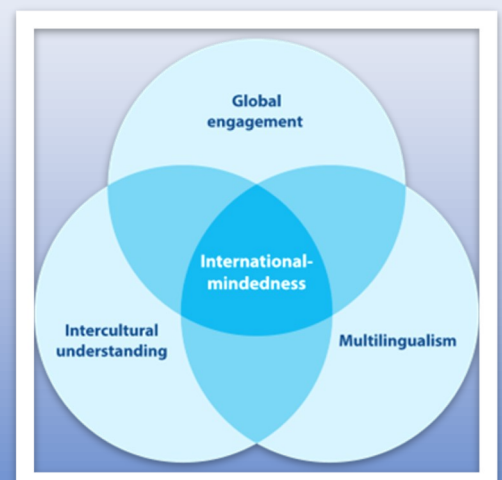 Global
engagement
International-
mindedness
Intercultural
understanding
Multilingualism